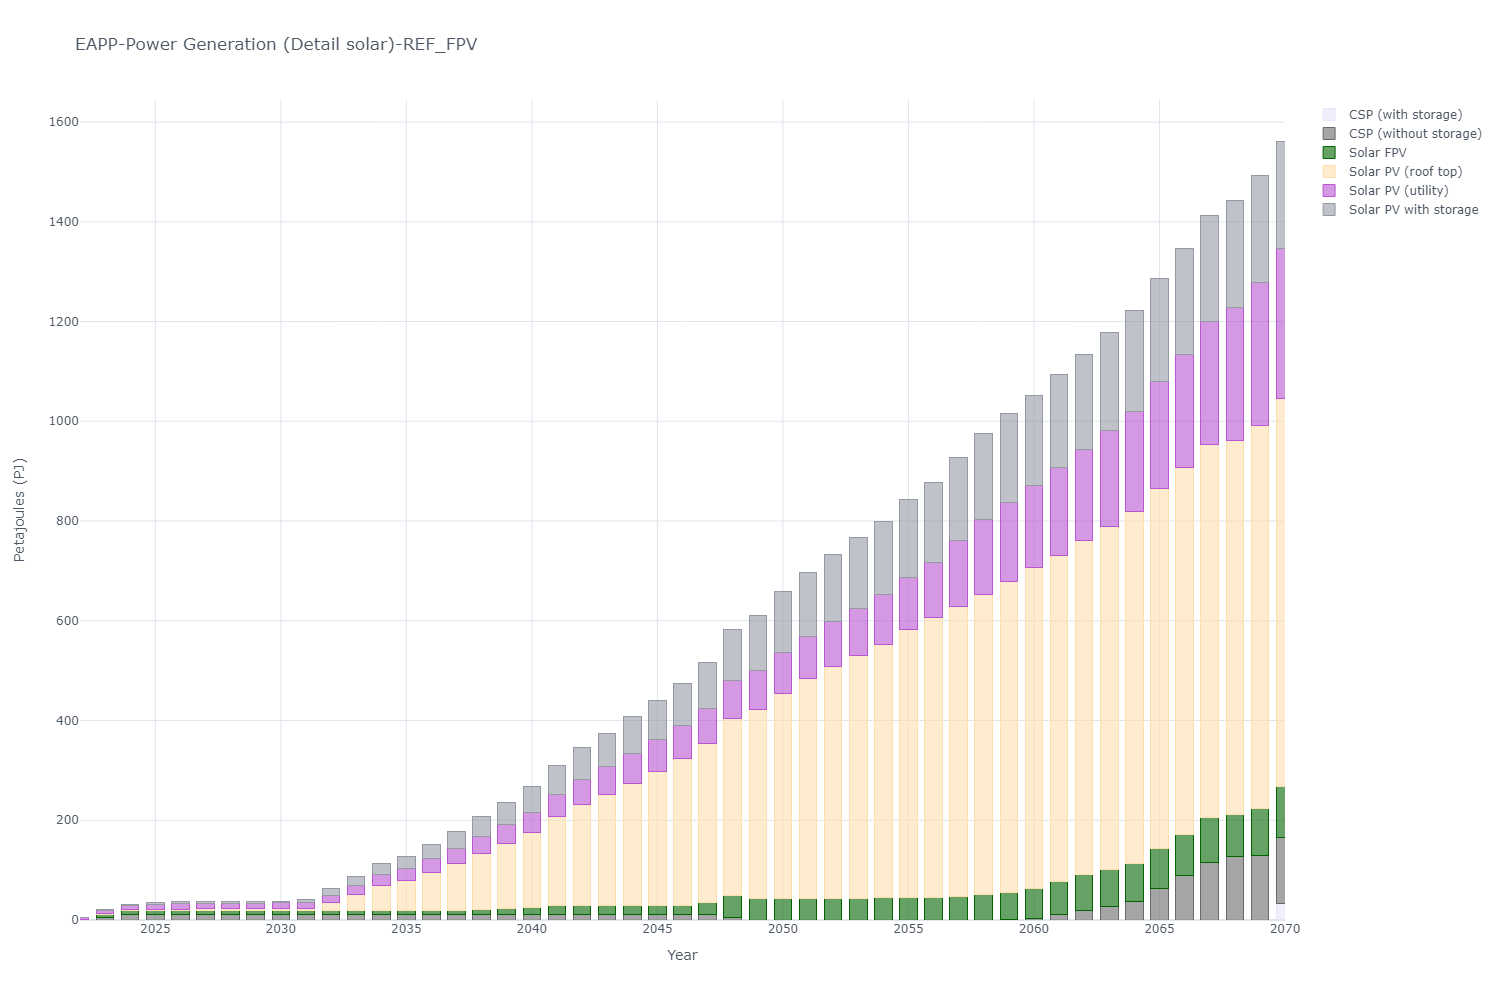 EAPP-Power Generation (Detail solar)-REF_FPV
CSP (with storage)
CSP (without storage)
Solar FPV
Solar PV (roof top)
Solar PV (utility)
Solar PV with storage
Petajoules (PJ)
1600
1400
1200
1000
800
600
400
200
0
2025
2030
2035
2040
2045
2050
2055
2060
2065
2070
Year